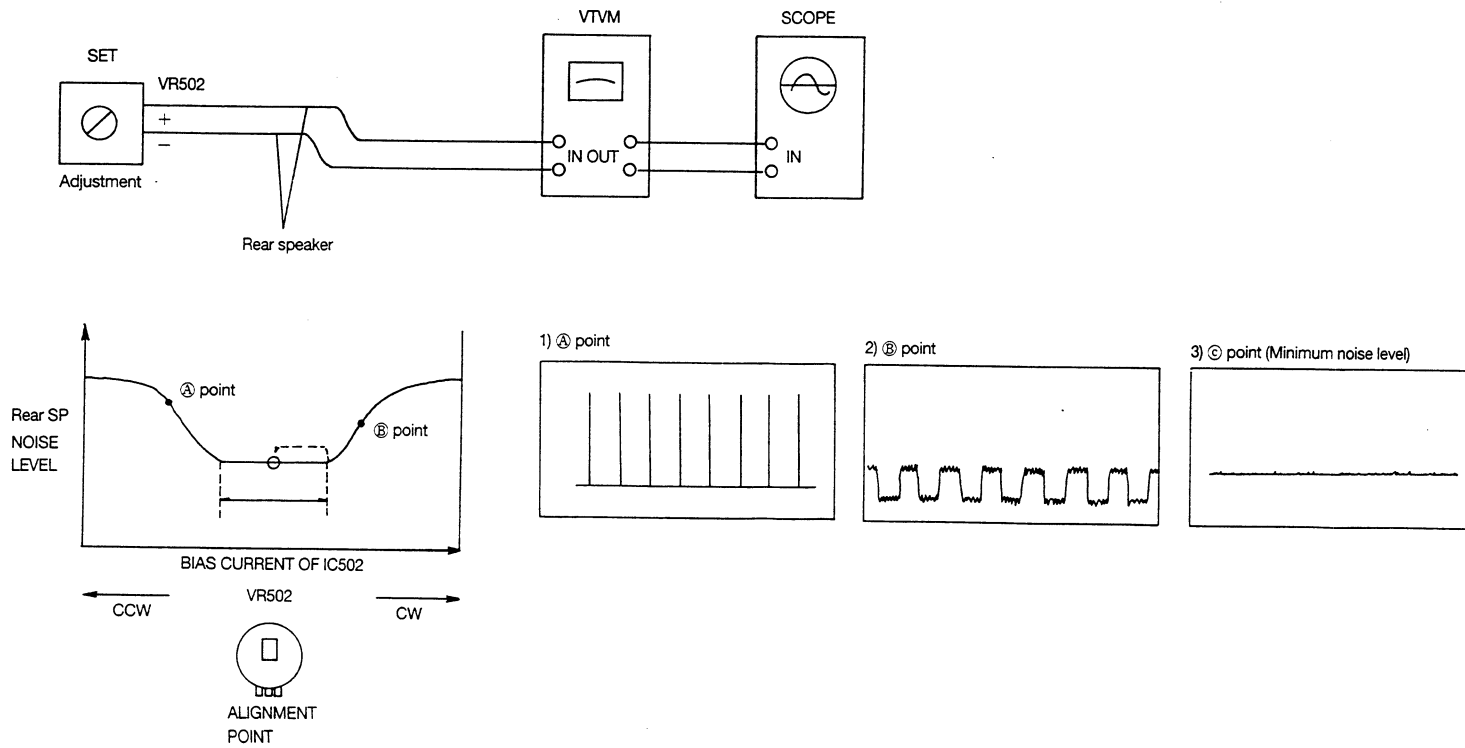 VTVM
SCOPE
SET
VR502
+
−
IN OUT
IN
Adjustment
Rear speaker
1) Ⓐ point
2) Ⓑ point
3) ⓒ point (Minimum noise level)
Ⓐ point
Rear SP
NOISE
LEVEL
Ⓑ point
BIAS CURRENT OF IC502
CCW
VR502
CW
ALIGNMENT
POINT